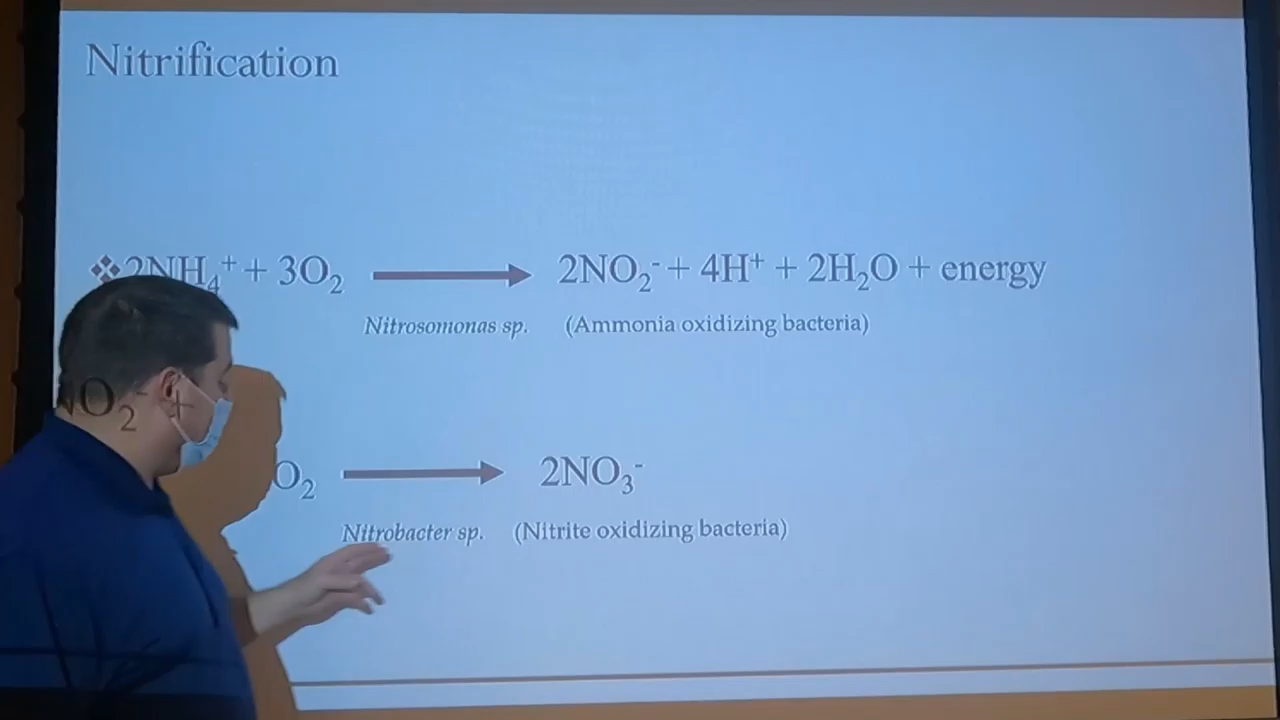 Nitrification
❖2NH₄⁺ + 3O₂ → 2NO₂⁻ + 4H⁺ + 2H₂O + energy
Nitrosomonas sp. (Ammonia oxidizing bacteria)
NO₂⁻ + O₂ → 2NO₃⁻
Nitrobacter sp. (Nitrite oxidizing bacteria)